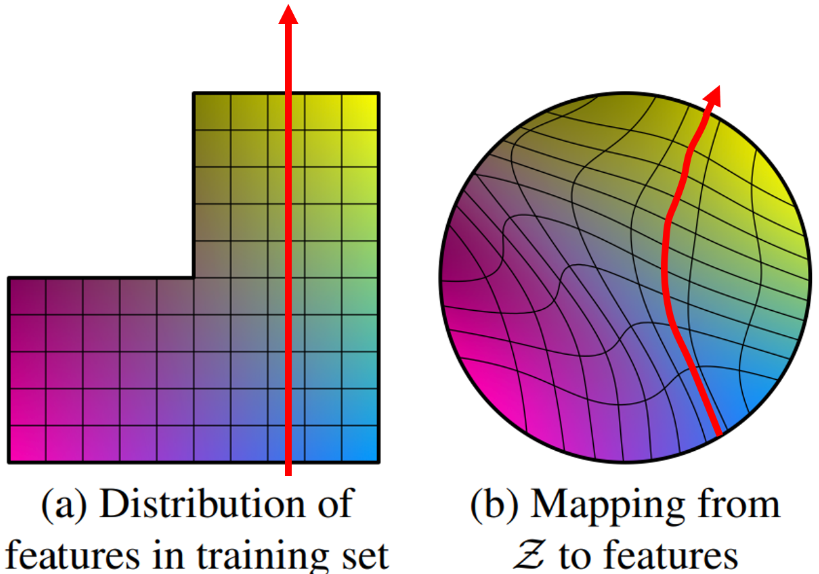 (a) Distribution of
features in training set
(b) Mapping from
𝒵 to features